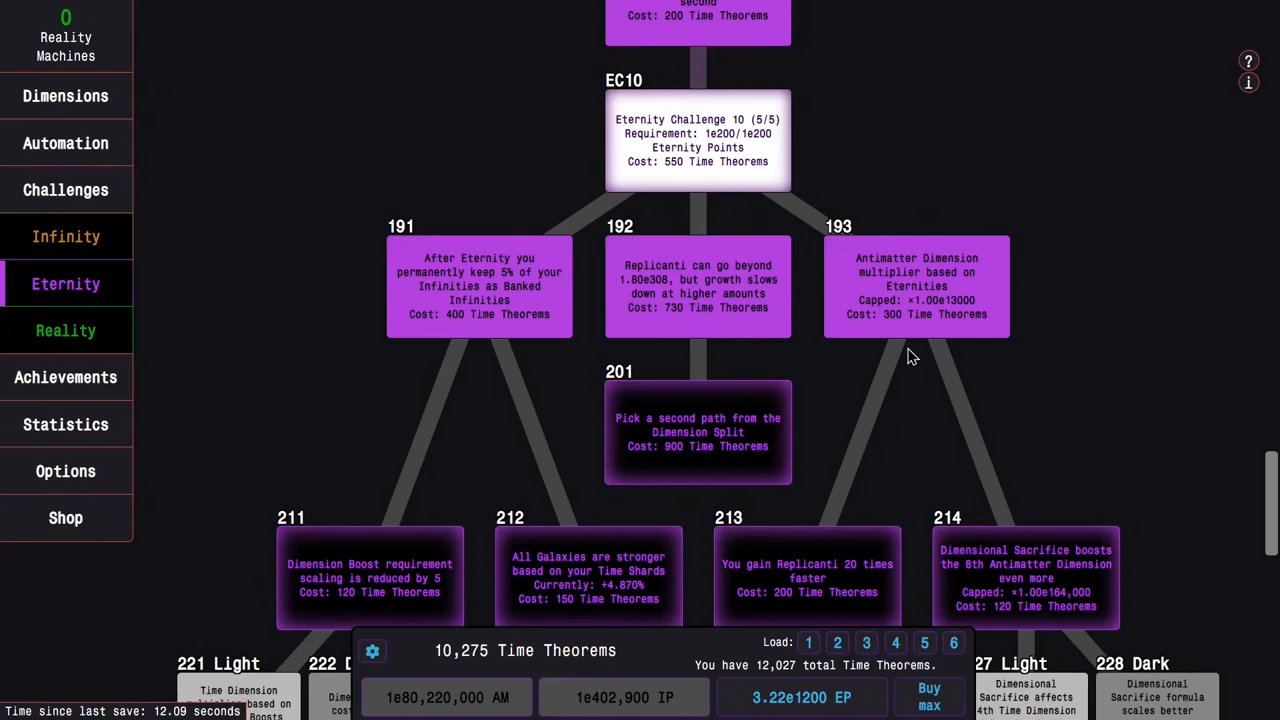 0
Reality
Machines
Dimensions
Automation
Challenges
Infinity
Eternity
Reality
Achievements
Statistics
Options
Shop
Time since last save: 12.09 seconds
second
Cost: 200 Time Theorems
EC10
Eternity Challenge 10 (5/5)
Requirement: 1e200/1e200
Eternity Points
Cost: 550 Time Theorems
191
After Eternity you
permanently keep 5% of your
Infinities as Banked
Infinities
Cost: 400 Time Theorems
192
Replicanti can go beyond
1.80e308, but growth slows
down at higher amounts
Cost: 730 Time Theorems
193
Antimatter Dimension
multiplier based on
Eternities
Capped: ×1.00e13000
Cost: 300 Time Theorems
201
Pick a second path from the
Dimension Split
Cost: 900 Time Theorems
211
Dimension Boost requirement
scaling is reduced by 5
Cost: 120 Time Theorems
212
All Galaxies are stronger
based on your Time Shards
Currently: +4.870%
Cost: 150 Time Theorems
213
You gain Replicanti 20 times
faster
Cost: 200 Time Theorems
214
Dimensional Sacrifice boosts
the 8th Antimatter Dimension
even more
Capped: ×1.00e164,000
Cost: 120 Time Theorems
221 Light
Time Dimension
multiplier based on
Boosts
222 D
Dime
cost
27 Light
Dimensional
Sacrifice affects
4th Time Dimension
228 Dark
Dimensional
Sacrifice formula
scales better
10,275 Time Theorems
Load: 1 2 3 4 5 6
You have 12,027 total Time Theorems.
1e80,220,000 AM
1e402,900 IP
3.22e1200 EP
Buy
max
?
i